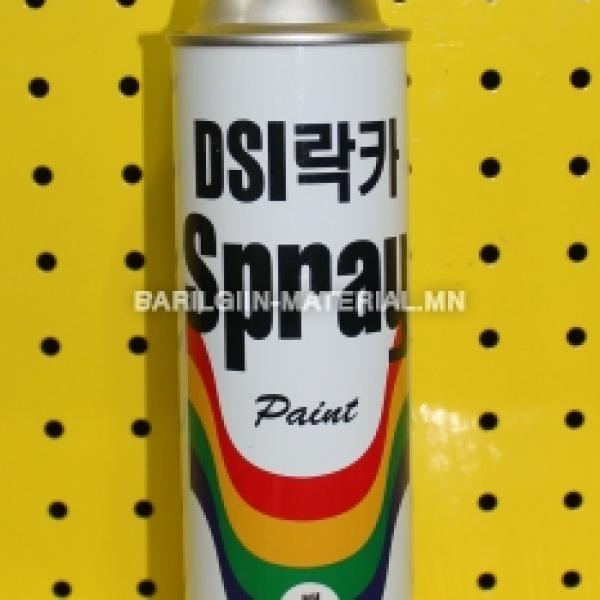 DSI락카
Spray
BARILGIIN-MATERIAL.MN
Paint